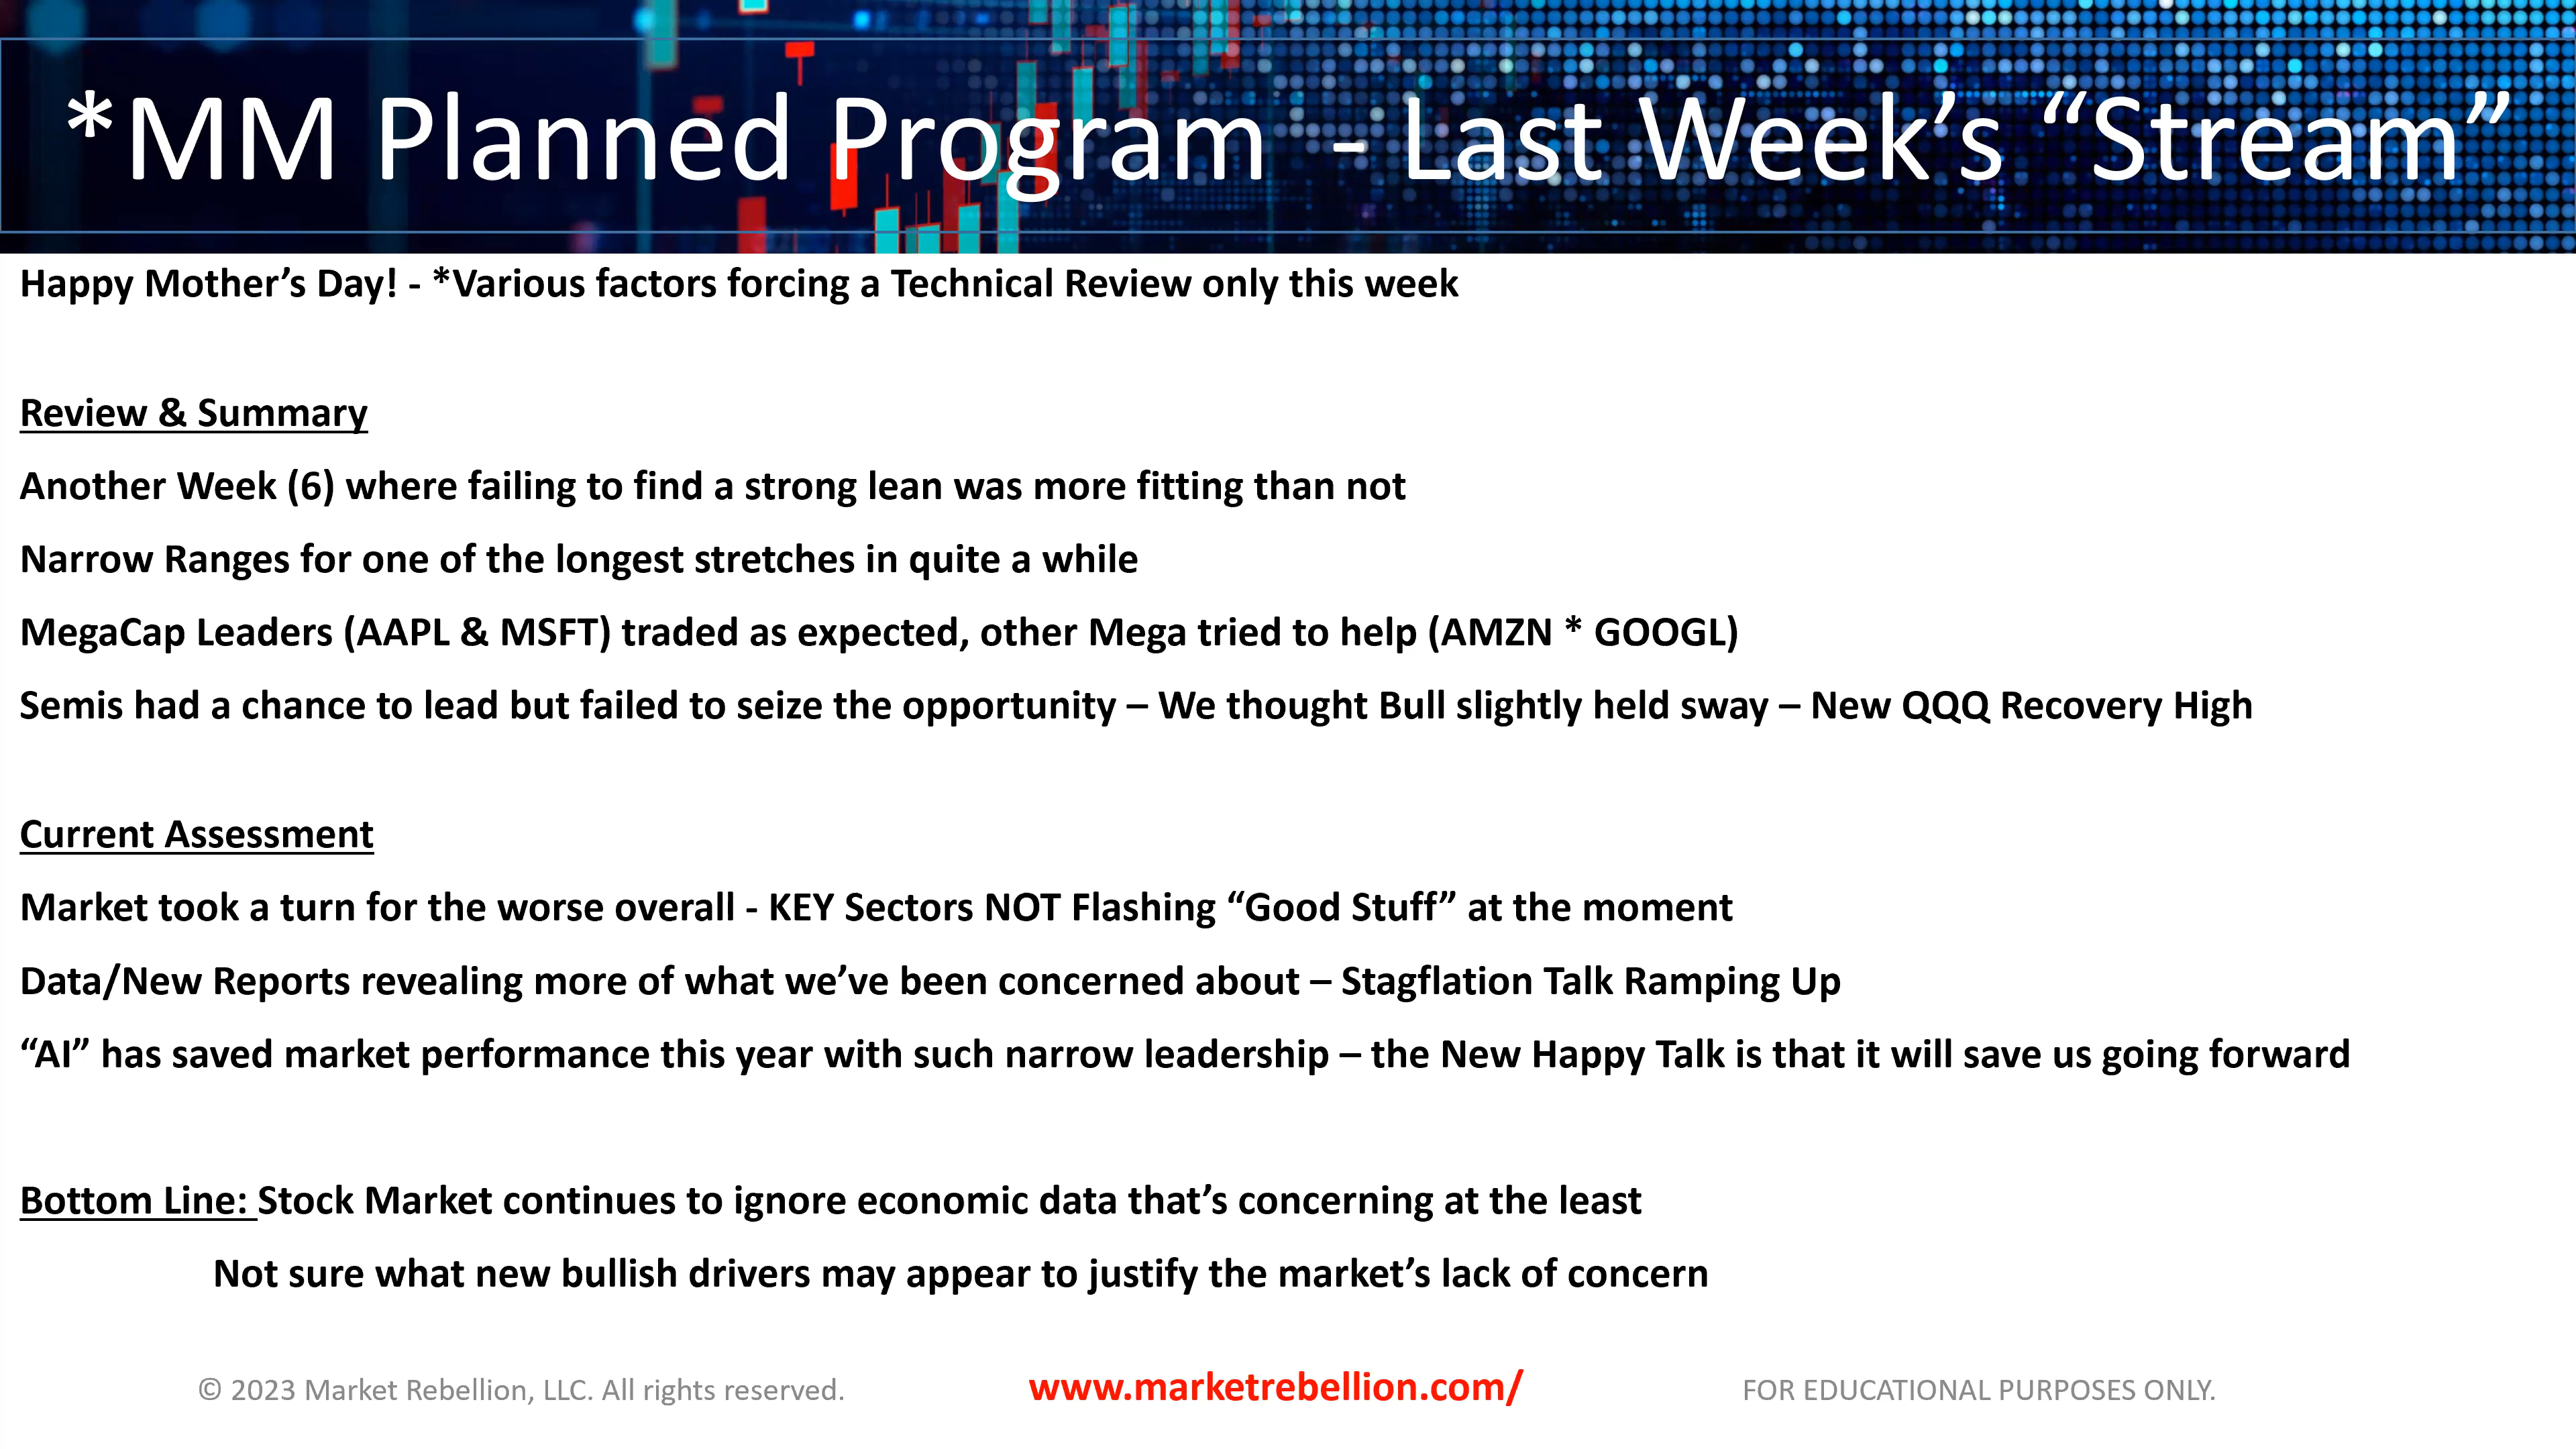 *MM Planned Program - Last Week’s “Stream”
Happy Mother’s Day! - *Various factors forcing a Technical Review only this week
Review & Summary
Another Week (6) where failing to find a strong lean was more fitting than not
Narrow Ranges for one of the longest stretches in quite a while
MegaCap Leaders (AAPL & MSFT) traded as expected, other Mega tried to help (AMZN * GOOGL)
Semis had a chance to lead but failed to seize the opportunity – We thought Bull slightly held sway – New QQQ Recovery High
Current Assessment
Market took a turn for the worse overall - KEY Sectors NOT Flashing “Good Stuff” at the moment
Data/New Reports revealing more of what we’ve been concerned about – Stagflation Talk Ramping Up
“AI” has saved market performance this year with such narrow leadership – the New Happy Talk is that it will save us going forward
Bottom Line: Stock Market continues to ignore economic data that’s concerning at the least
Not sure what new bullish drivers may appear to justify the market’s lack of concern
© 2023 Market Rebellion, LLC. All rights reserved. www.marketrebellion.com/ FOR EDUCATIONAL PURPOSES ONLY.